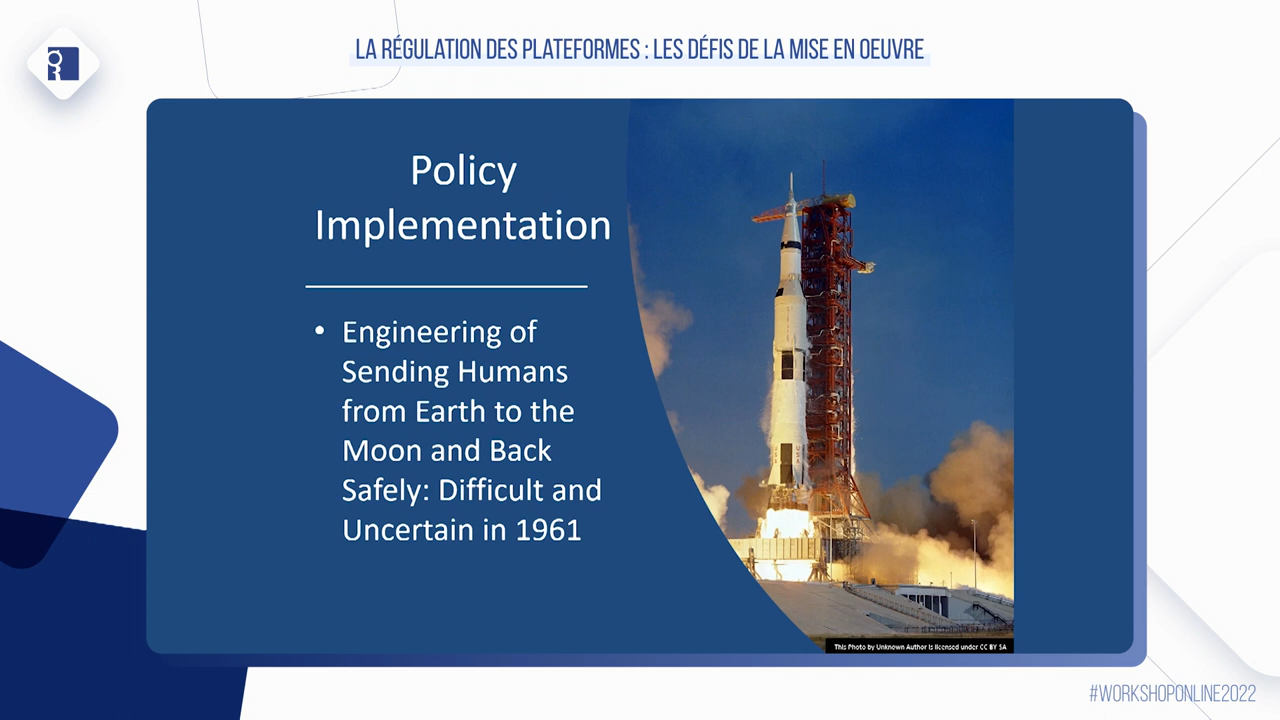 LA RÉGULATION DES PLATEFORMES : LES DÉFIS DE LA MISE EN OEUVRE
Policy
Implementation
• Engineering of
Sending Humans
from Earth to the
Moon and Back
Safely: Difficult and
Uncertain in 1961
This Photo by Unknown Author is licensed under CC BY SA
#WORKSHOPONLINE2022